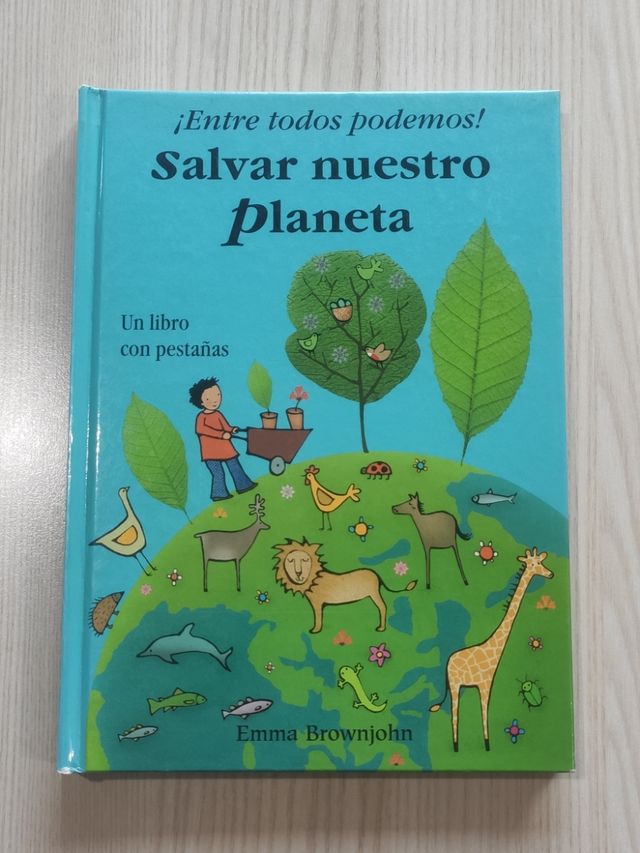 ¡Entre todos podemos!
salvar nuestro
planeta
Un libro
con pestañas
Emma Brownjohn